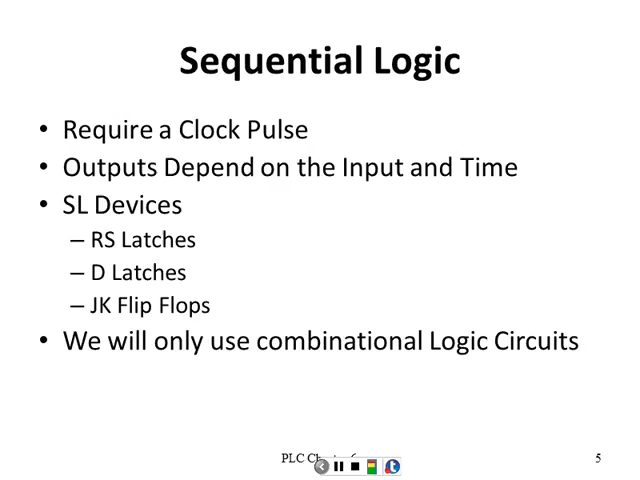 Sequential Logic
• Require a Clock Pulse
• Outputs Depend on the Input and Time
• SL Devices
– RS Latches
– D Latches
– JK Flip Flops
• We will only use combinational Logic Circuits
PLC 5